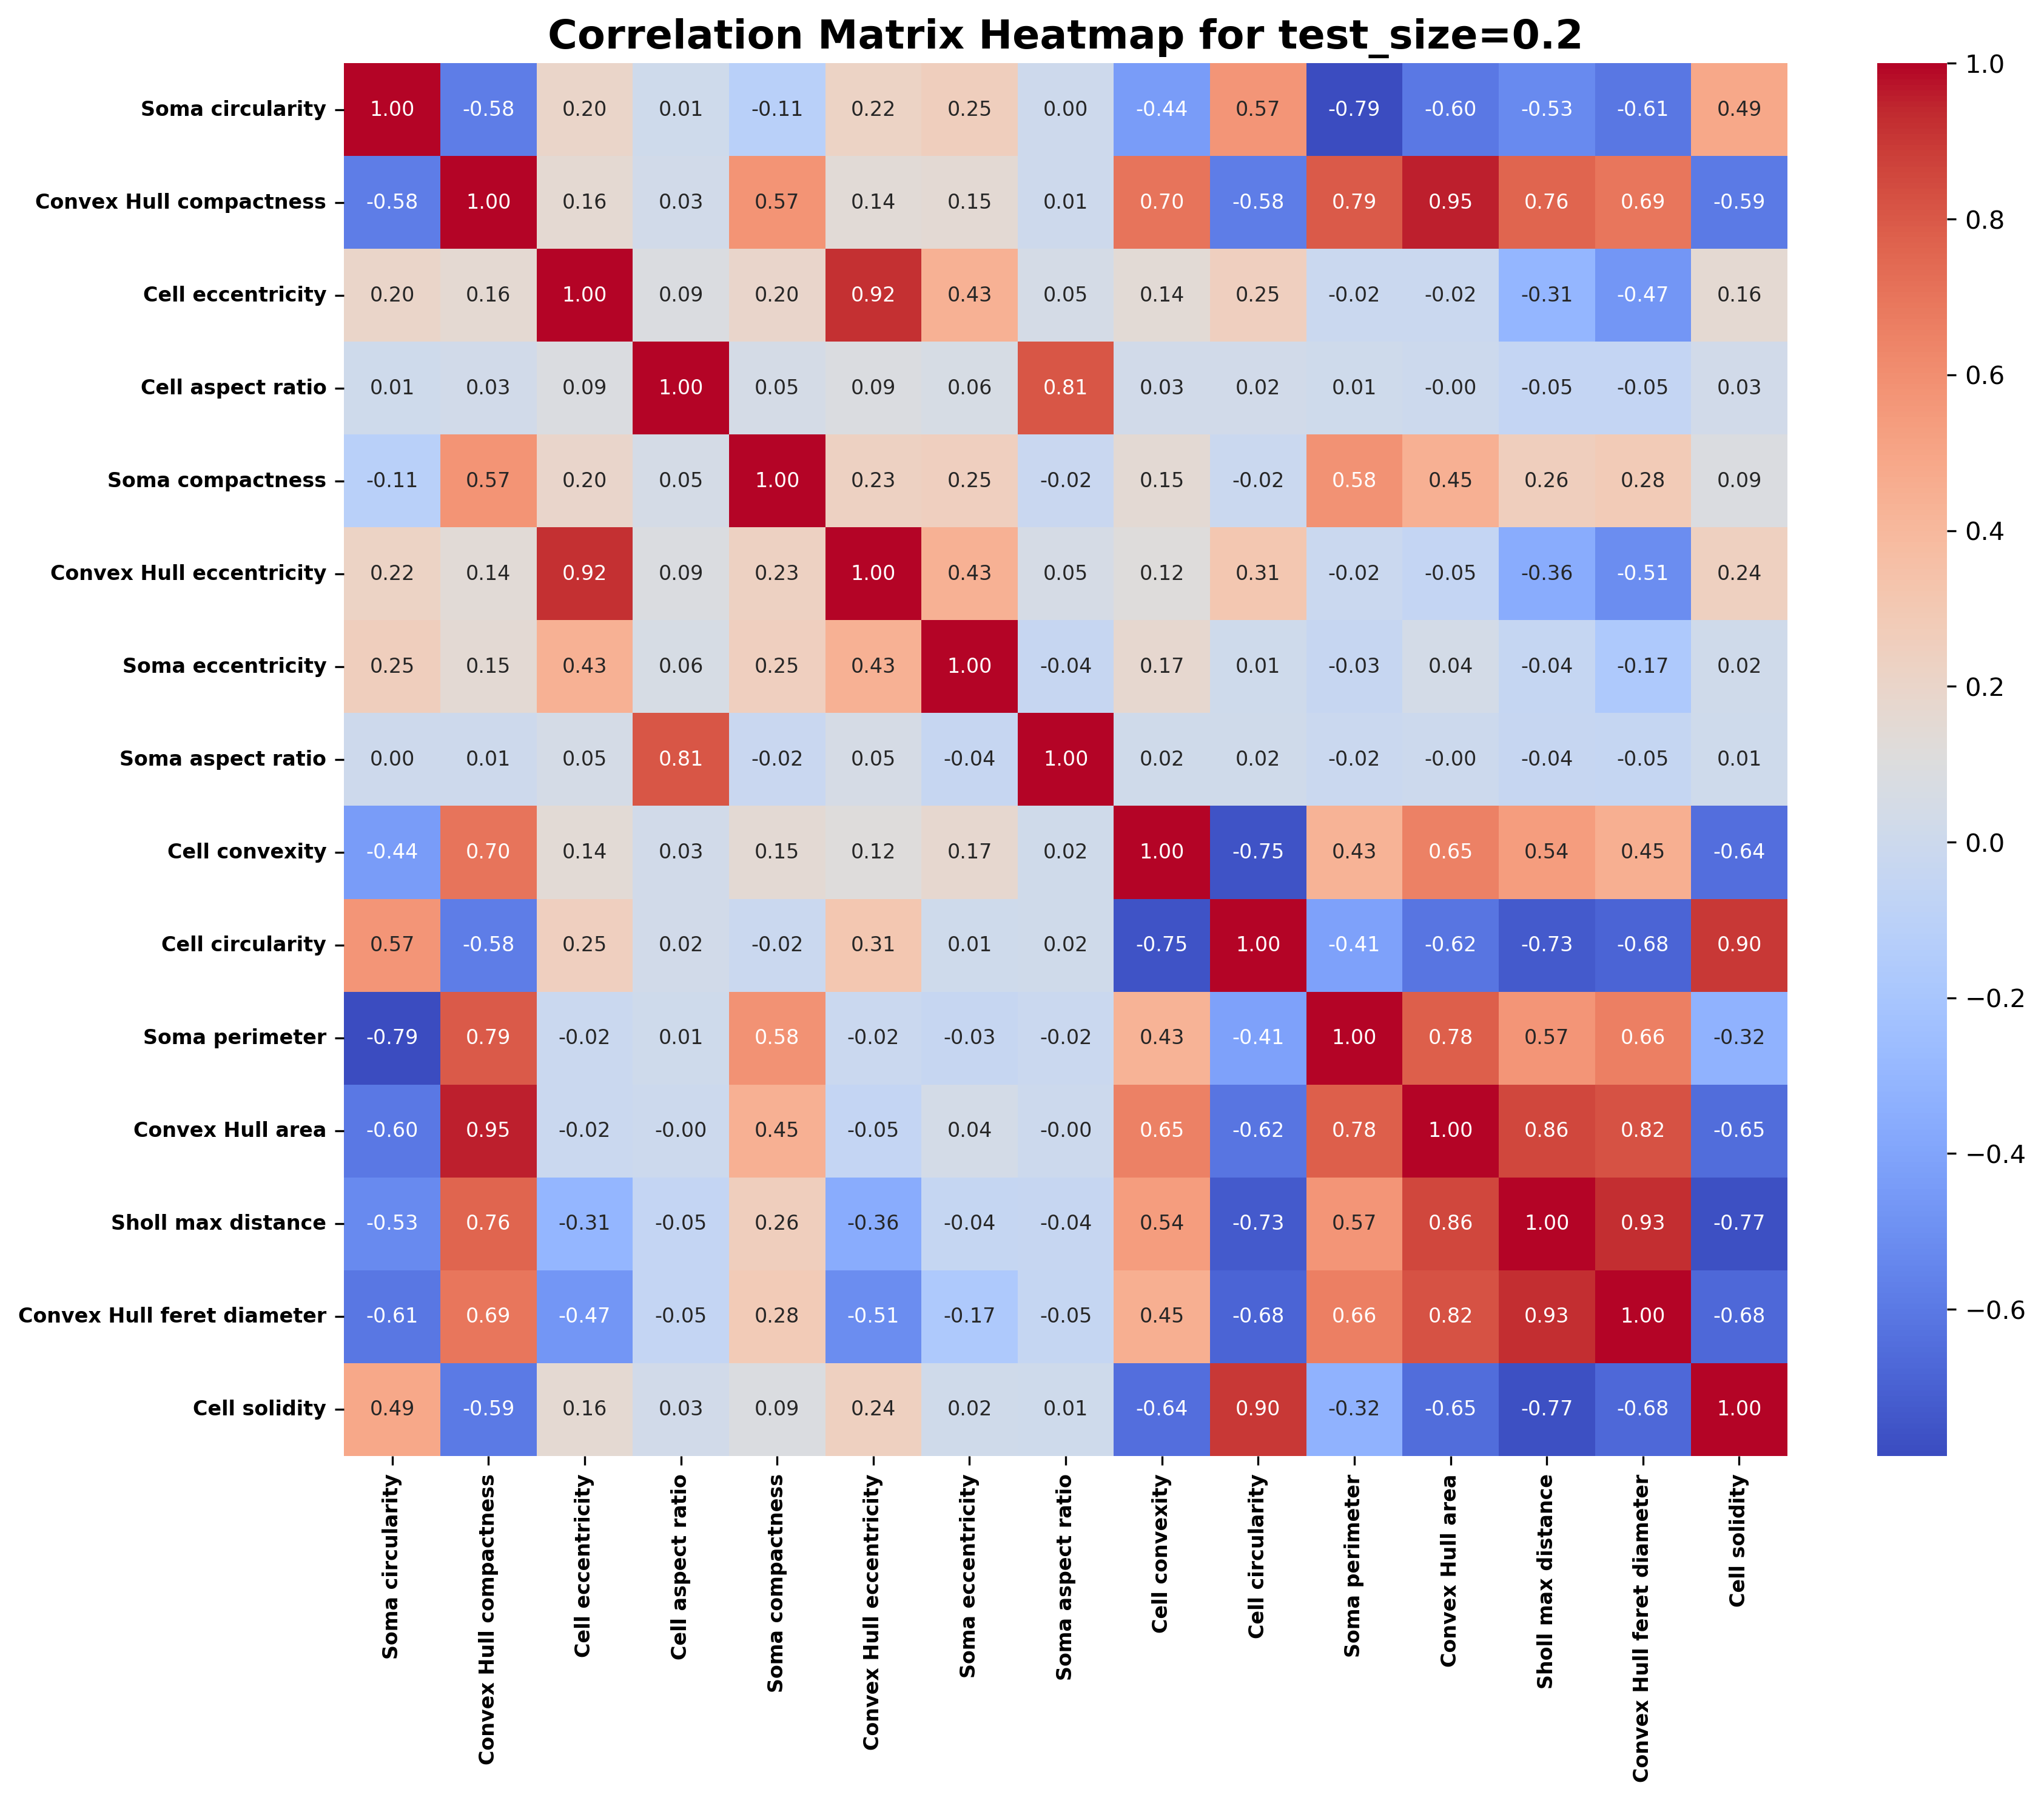 Correlation Matrix Heatmap for test_size=0.2
Soma circularity 1.00 -0.58 0.20 0.01 -0.11 0.22 0.25 0.00 -0.44 0.57 -0.79 -0.60 -0.53 -0.61 0.49
Convex Hull compactness -0.58 1.00 0.16 0.03 0.57 0.14 0.15 0.01 0.70 -0.58 0.79 0.95 0.76 0.69 -0.59
Cell eccentricity 0.20 0.16 1.00 0.09 0.20 0.92 0.43 0.05 0.14 0.25 -0.02 -0.02 -0.31 -0.47 0.16
Cell aspect ratio 0.01 0.03 0.09 1.00 0.05 0.09 0.06 0.81 0.03 0.02 0.01 -0.00 -0.05 -0.05 0.03
Soma compactness -0.11 0.57 0.20 0.05 1.00 0.23 0.25 -0.02 0.15 -0.02 0.58 0.45 0.26 0.28 0.09
Convex Hull eccentricity 0.22 0.14 0.92 0.09 0.23 1.00 0.43 0.05 0.12 0.31 -0.02 -0.05 -0.36 -0.51 0.24
Soma eccentricity 0.25 0.15 0.43 0.06 0.25 0.43 1.00 -0.04 0.17 0.01 -0.03 0.04 -0.04 -0.17 0.02
Soma aspect ratio 0.00 0.01 0.05 0.81 -0.02 0.05 -0.04 1.00 0.02 0.02 -0.02 -0.00 -0.04 -0.05 0.01
Cell convexity -0.44 0.70 0.14 0.03 0.15 0.12 0.17 0.02 1.00 -0.75 0.43 0.65 0.54 0.45 -0.64
Cell circularity 0.57 -0.58 0.25 0.02 -0.02 0.31 0.01 0.02 -0.75 1.00 -0.41 -0.62 -0.73 -0.68 0.90
Soma perimeter -0.79 0.79 -0.02 0.01 0.58 -0.02 -0.03 -0.02 0.43 -0.41 1.00 0.78 0.57 0.66 -0.32
Convex Hull area -0.60 0.95 -0.02 -0.00 0.45 -0.05 0.04 -0.00 0.65 -0.62 0.78 1.00 0.86 0.82 -0.65
Sholl max distance -0.53 0.76 -0.31 -0.05 0.26 -0.36 -0.04 -0.04 0.54 -0.73 0.57 0.86 1.00 0.93 -0.77
Convex Hull feret diameter -0.61 0.69 -0.47 -0.05 0.28 -0.51 -0.17 -0.05 0.45 -0.68 0.66 0.82 0.93 1.00 -0.68
Cell solidity 0.49 -0.59 0.16 0.03 0.09 0.24 0.02 0.01 -0.64 0.90 -0.32 -0.65 -0.77 -0.68 1.00
Soma circularity
Convex Hull compactness
Cell eccentricity
Cell aspect ratio
Soma compactness
Convex Hull eccentricity
Soma eccentricity
Soma aspect ratio
Cell convexity
Cell circularity
Soma perimeter
Convex Hull area
Sholl max distance
Convex Hull feret diameter
Cell solidity
1.0
0.8
0.6
0.4
0.2
0.0
−0.2
−0.4
−0.6